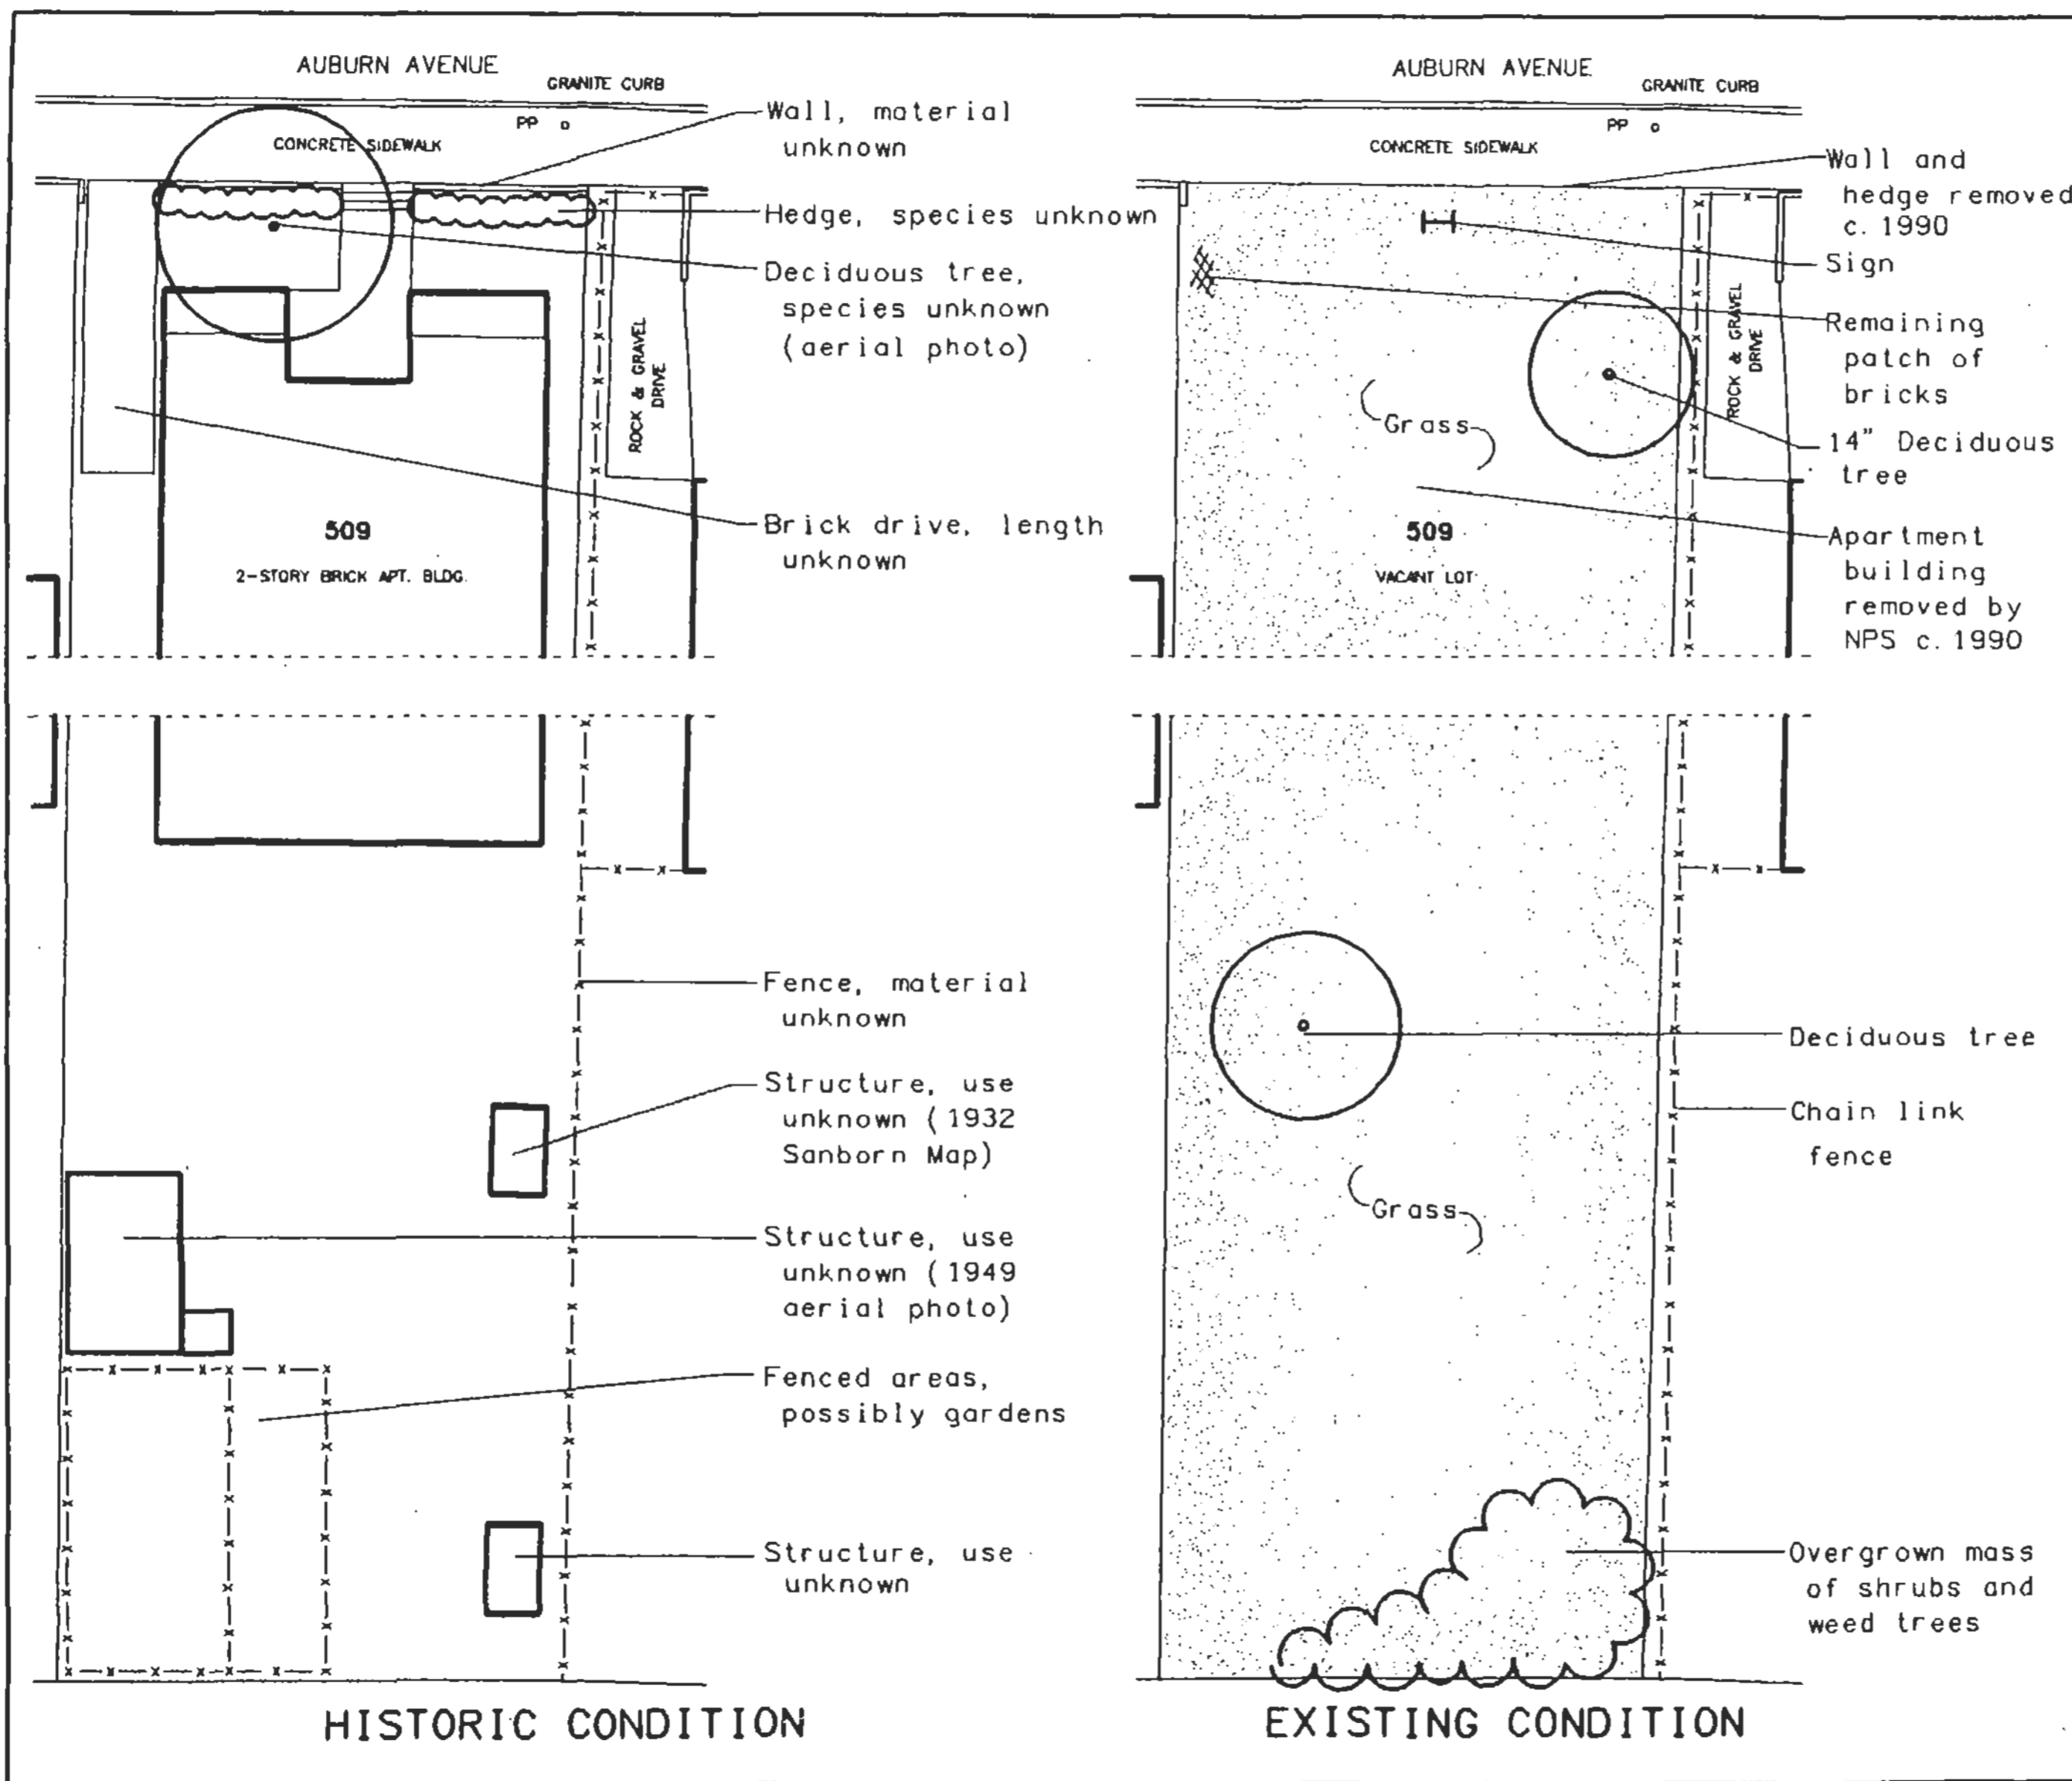 AUBURN AVENUE
GRANITE CURB
PP
CONCRETE SIDEWALK
Wall, material
unknown
Hedge, species unknown
Deciduous tree,
species unknown
(aerial photo)
ROCK & GRAVEL
DRIVE
509
2-STORY BRICK APT. BLDG.
Brick drive, length
unknown
Fence, material
unknown
Structure, use
unknown (1932
Sanborn Map)
Structure, use
unknown (1949
aerial photo)
Fenced areas,
possibly gardens
Structure, use
unknown
HISTORIC CONDITION
AUBURN AVENUE
GRANITE CURB
PP
CONCRETE SIDEWALK
Wall and
hedge removed
c. 1990
Sign
Remaining
patch of
bricks
ROCK & GRAVEL
DRIVE
Grass
14" Deciduous
tree
509
VACANT LOT
Apartment
building
removed by
NPS c. 1990
Deciduous tree
Chain link
fence
Grass
Overgrown mass
of shrubs and
weed trees
EXISTING CONDITION